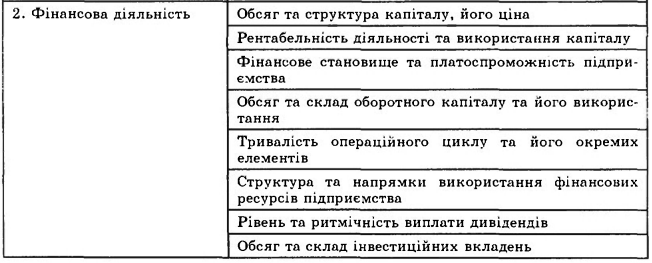 2. Фінансова діяльність
Обсяг та структура капіталу, його ціна
Рентабельність діяльності та використання капіталу
Фінансове становище та платоспроможність підпри-
ємства
Обсяг та склад оборотного капіталу та його викорис-
тання
Тривалість операційного циклу та його окремих
елементів
Структура та напрямки використання фінансових
ресурсів підприємства
Рівень та ритмічність виплати дивідендів
Обсяг та склад інвестиційних вкладень